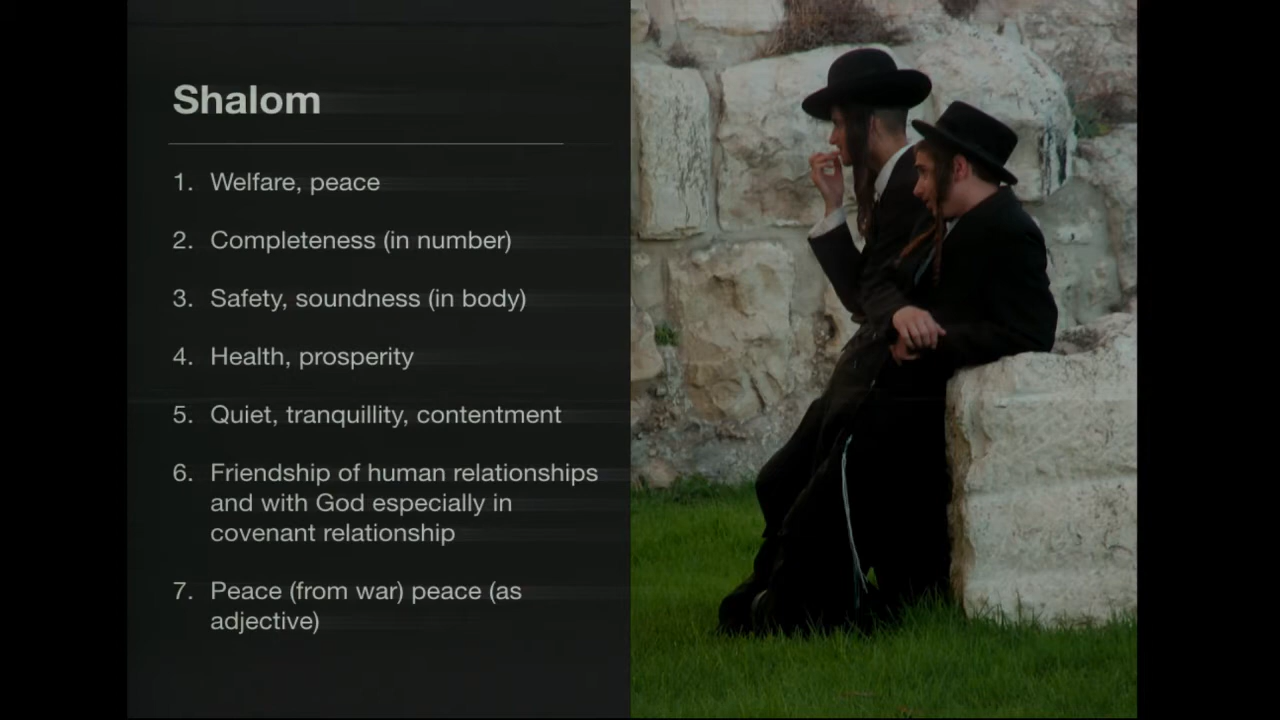 Shalom
1. Welfare, peace
2. Completeness (in number)
3. Safety, soundness (in body)
4. Health, prosperity
5. Quiet, tranquillity, contentment
6. Friendship of human relationships
and with God especially in
covenant relationship
7. Peace (from war) peace (as
adjective)